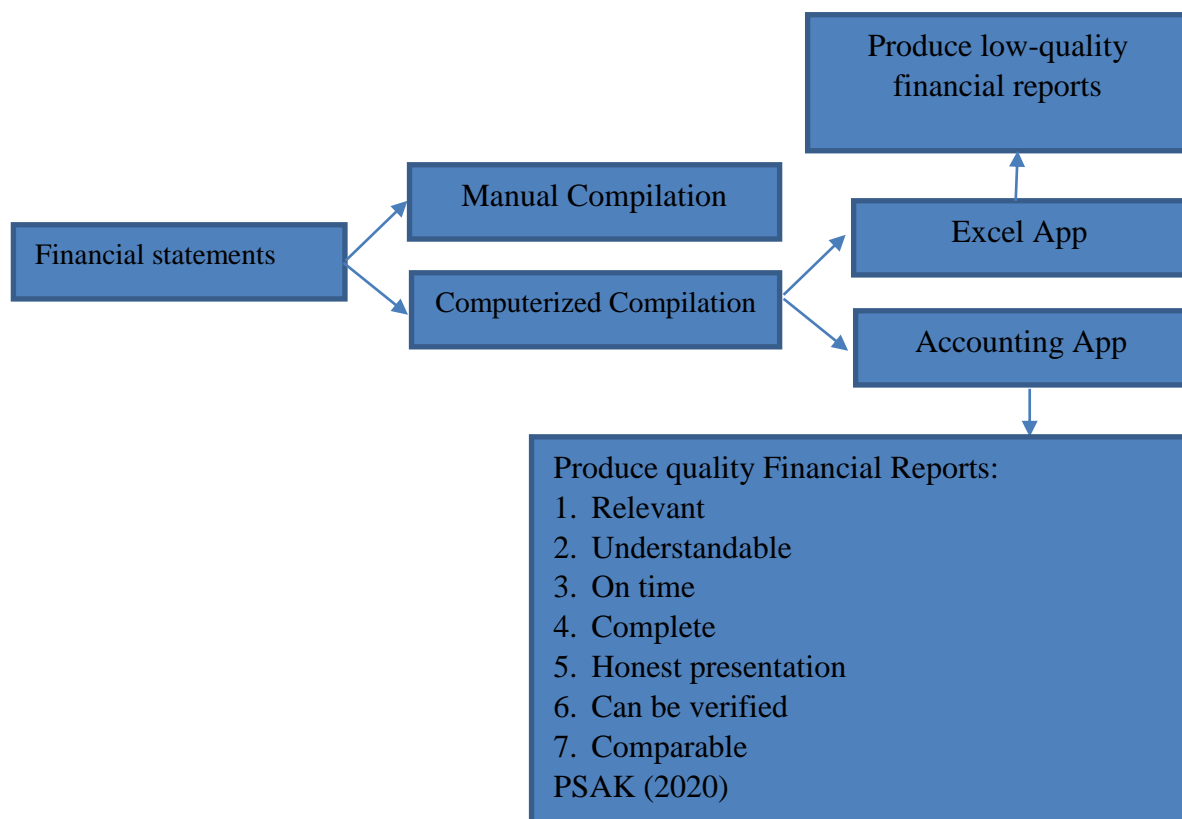 Produce low-quality
financial reports
Manual Compilation
Financial statements
Excel App
Computerized Compilation
Accounting App
Produce quality Financial Reports:
1. Relevant
2. Understandable
3. On time
4. Complete
5. Honest presentation
6. Can be verified
7. Comparable
PSAK (2020)